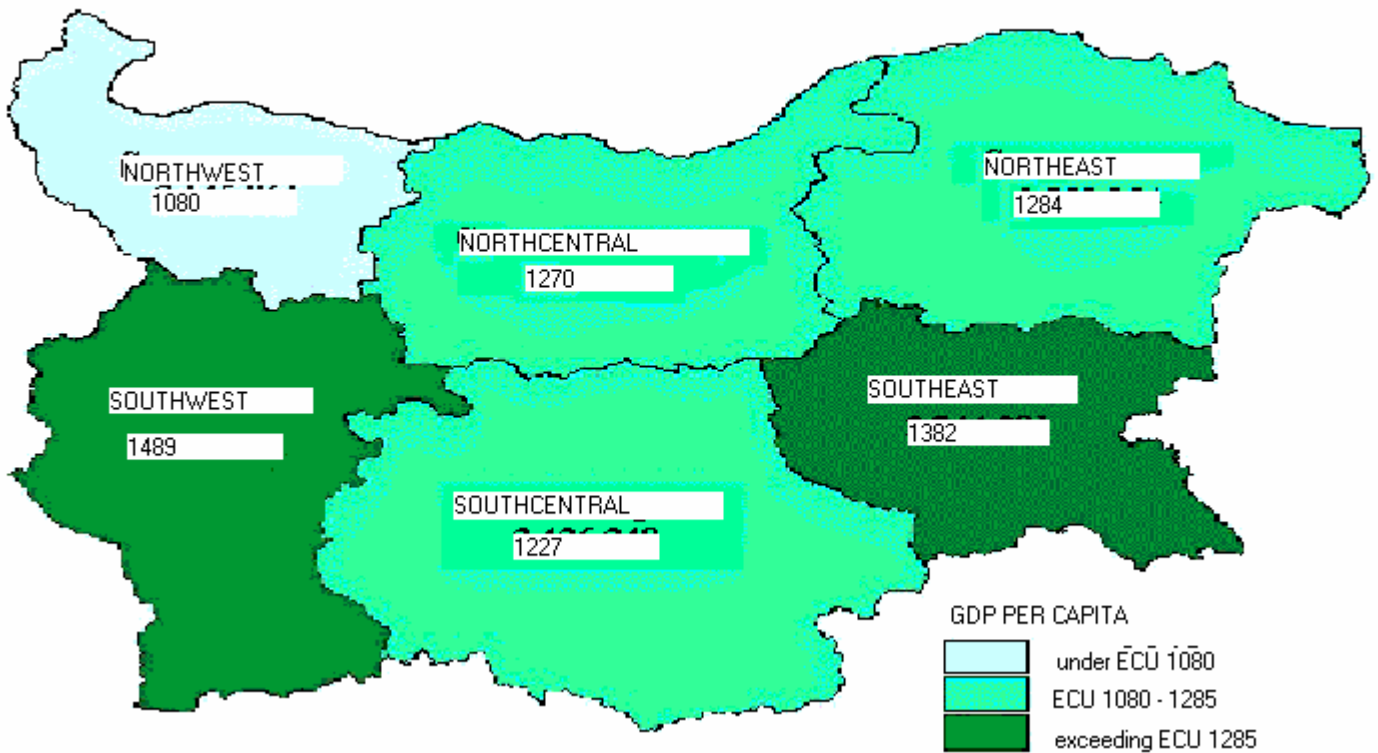 NORTHWEST
1080
NORTHCENTRAL
1270
NORTHEAST
1284
SOUTHWEST
1489
SOUTHCENTRAL
1227
SOUTHEAST
1382
GDP PER CAPITA
under ECU 1080
ECU 1080 - 1285
exceeding ECU 1285